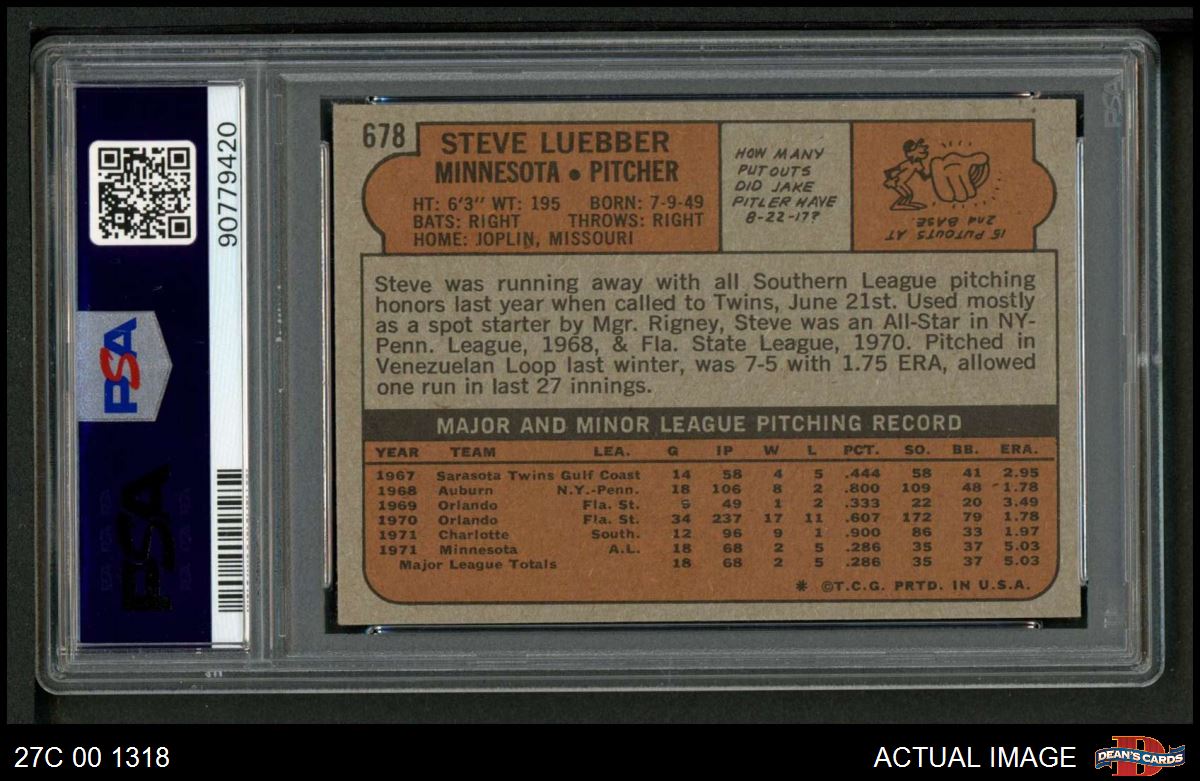 90779420
PSA
PSA
678
STEVE LUEBBER
MINNESOTA • PITCHER
HT: 6'3" WT: 195 BORN: 7-9-49
BATS: RIGHT THROWS: RIGHT
HOME: JOPLIN, MISSOURI
HOW MANY
PUTOUTS
DID JAKE
PITLER HAVE
8-22-17?
15 PUTOUTS AT
2nd BASE.
Steve was running away with all Southern League pitching
honors last year when called to Twins, June 21st. Used mostly
as a spot starter by Mgr. Rigney, Steve was an All-Star in NY-
Penn. League, 1968, & Fla. State League, 1970. Pitched in
Venezuelan Loop last winter, was 7-5 with 1.75 ERA, allowed
one run in last 27 innings.
MAJOR AND MINOR LEAGUE PITCHING RECORD
YEAR TEAM LEA. G IP W L PCT. SO. BB. ERA.
1967 Sarasota Twins Gulf Coast 14 58 4 5 .444 58 41 2.95
1968 Auburn N.Y.-Penn. 18 106 8 2 .800 109 48 1.78
1969 Orlando Fla. St. 49 1 2 .333 22 20 3.49
1970 Orlando Fla. St. 34 237 17 11 .607 172 79 1.78
1971 Charlotte South. 12 96 9 1 .900 86 33 1.97
1971 Minnesota A.L. 18 68 2 5 .286 35 37 5.03
Major League Totals 18 68 2 5 .286 35 37 5.03
* ©T.C.G. PRTD. IN U.S.A.
27C 00 1318
ACTUAL IMAGE
DEAN'S CARDS